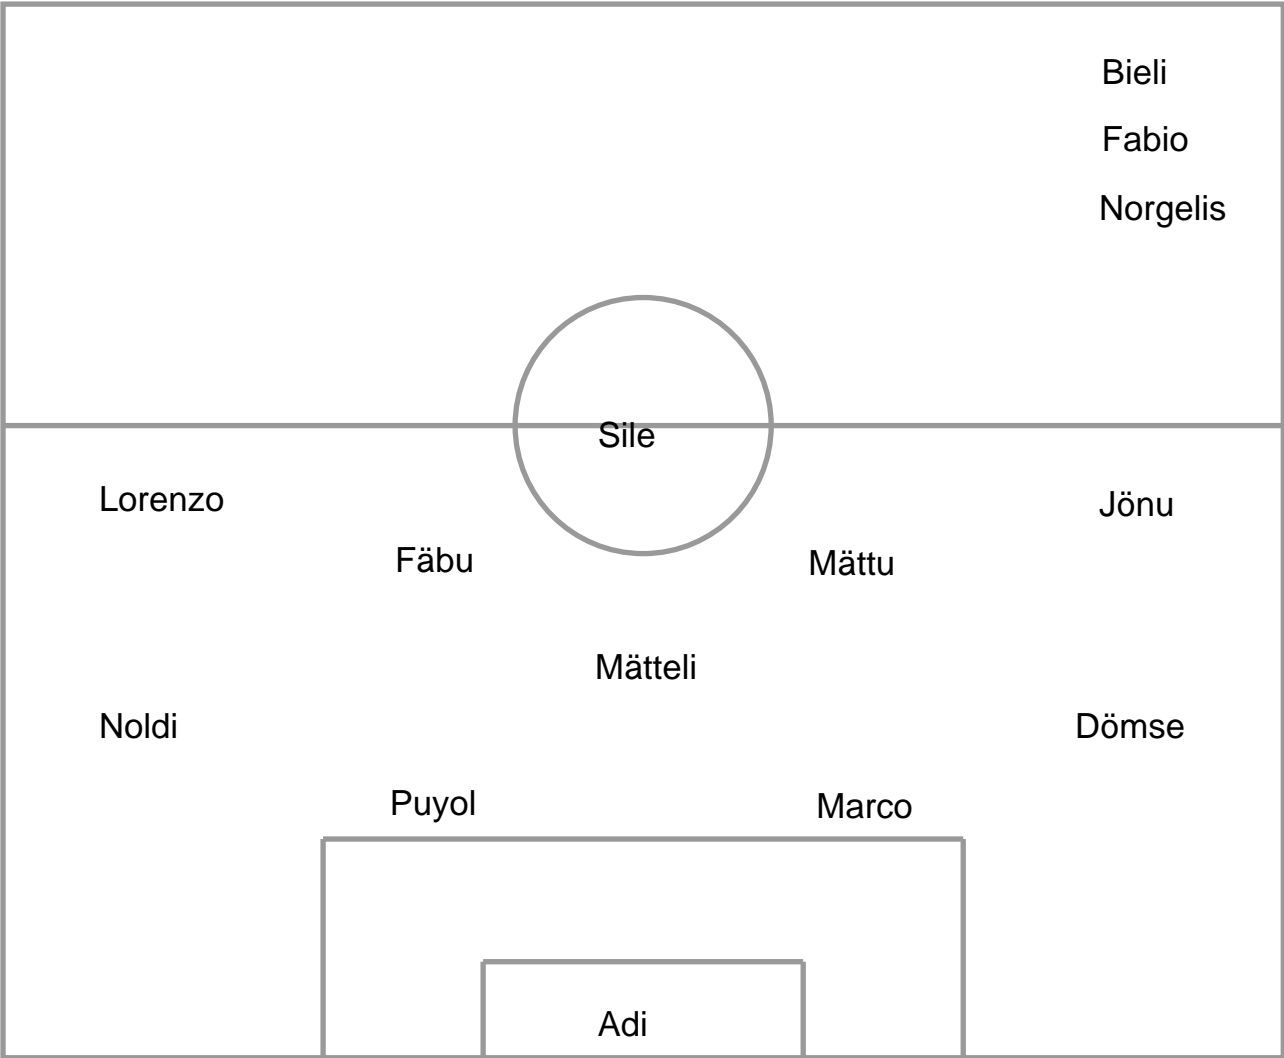 Bieli
Fabio
Norgelis
Sile
Lorenzo
Jönu
Fäbu
Mättu
Mätteli
Noldi
Dömse
Puyol
Marco
Adi